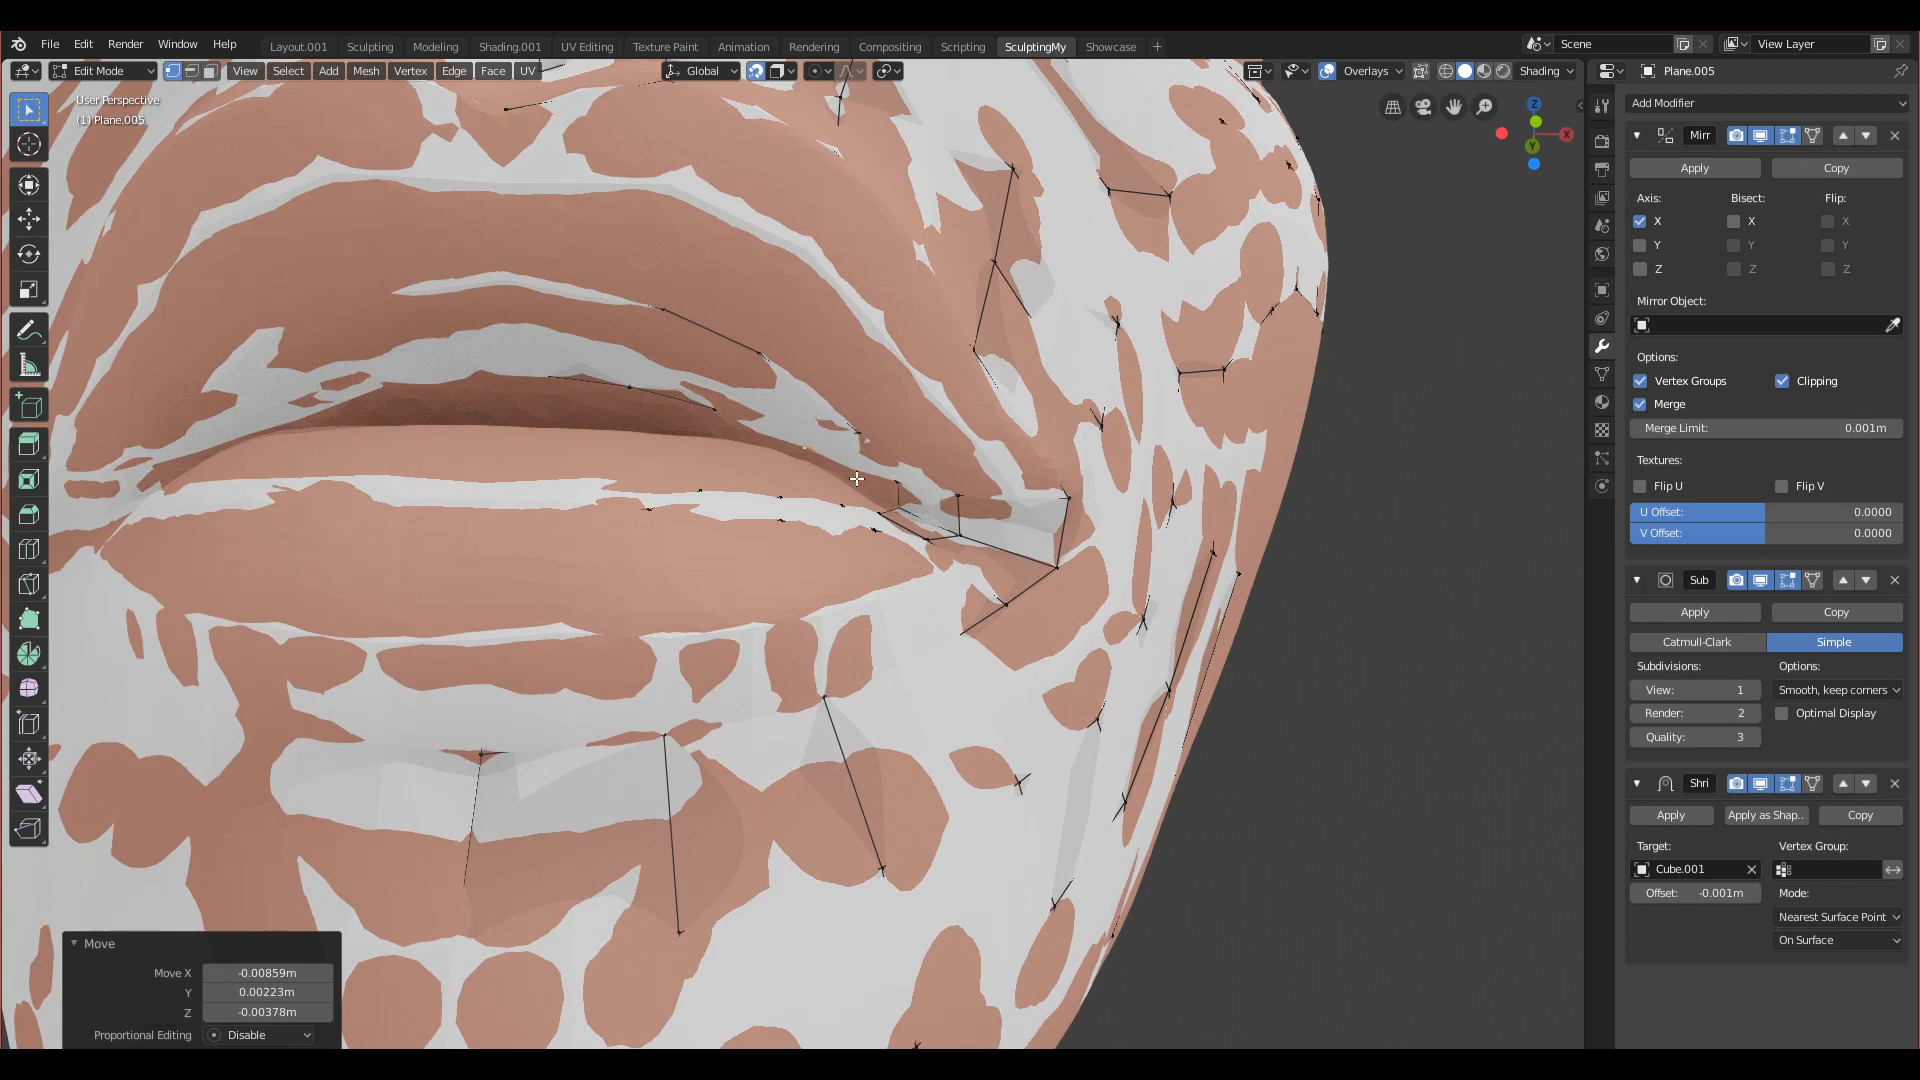 File Edit Render Window Help Layout.001 Sculpting Modeling Shading.001 UV Editing Texture Paint Animation Rendering Compositing Scripting SculptingMy Showcase + Scene View Layer
Edit Mode View Select Add Mesh Vertex Edge Face UV Global Overlays Shading Plane.005
User Perspective
(1) Plane.005
Z
X
Y
Add Modifier
Mirr
Apply Copy
Axis: Bisect: Flip:
X X X
Y Y Y
Z Z Z
Mirror Object:
Options:
Vertex Groups Clipping
Merge
Merge Limit: 0.001m
Textures:
Flip U Flip V
U Offset: 0.0000
V Offset: 0.0000
Sub
Apply Copy
Catmull-Clark Simple
Subdivisions: Options:
View: 1 Smooth, keep corners
Render: 2 Optimal Display
Quality: 3
Shri
Apply Apply as Shap.. Copy
Target: Vertex Group:
Cube.001
Offset: -0.001m Mode:
Nearest Surface Point
On Surface
Move
Move X -0.00859m
Y 0.00223m
Z -0.00378m
Proportional Editing Disable